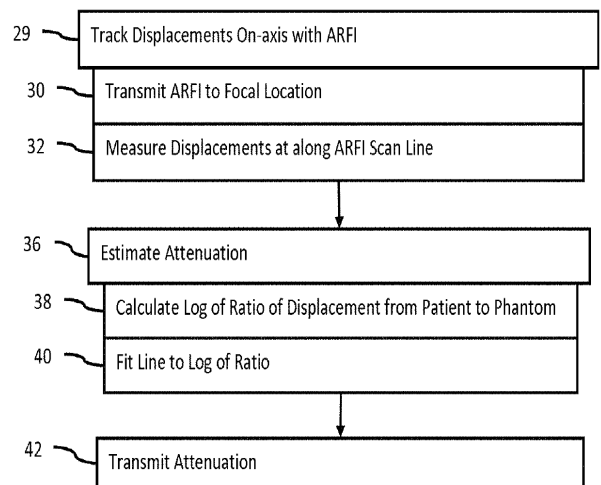 29 Track Displacements On-axis with ARFI
30 Transmit ARFI to Focal Location
32 Measure Displacements at along ARFI Scan Line
36 Estimate Attenuation
38 Calculate Log of Ratio of Displacement from Patient to Phantom
40 Fit Line to Log of Ratio
42 Transmit Attenuation